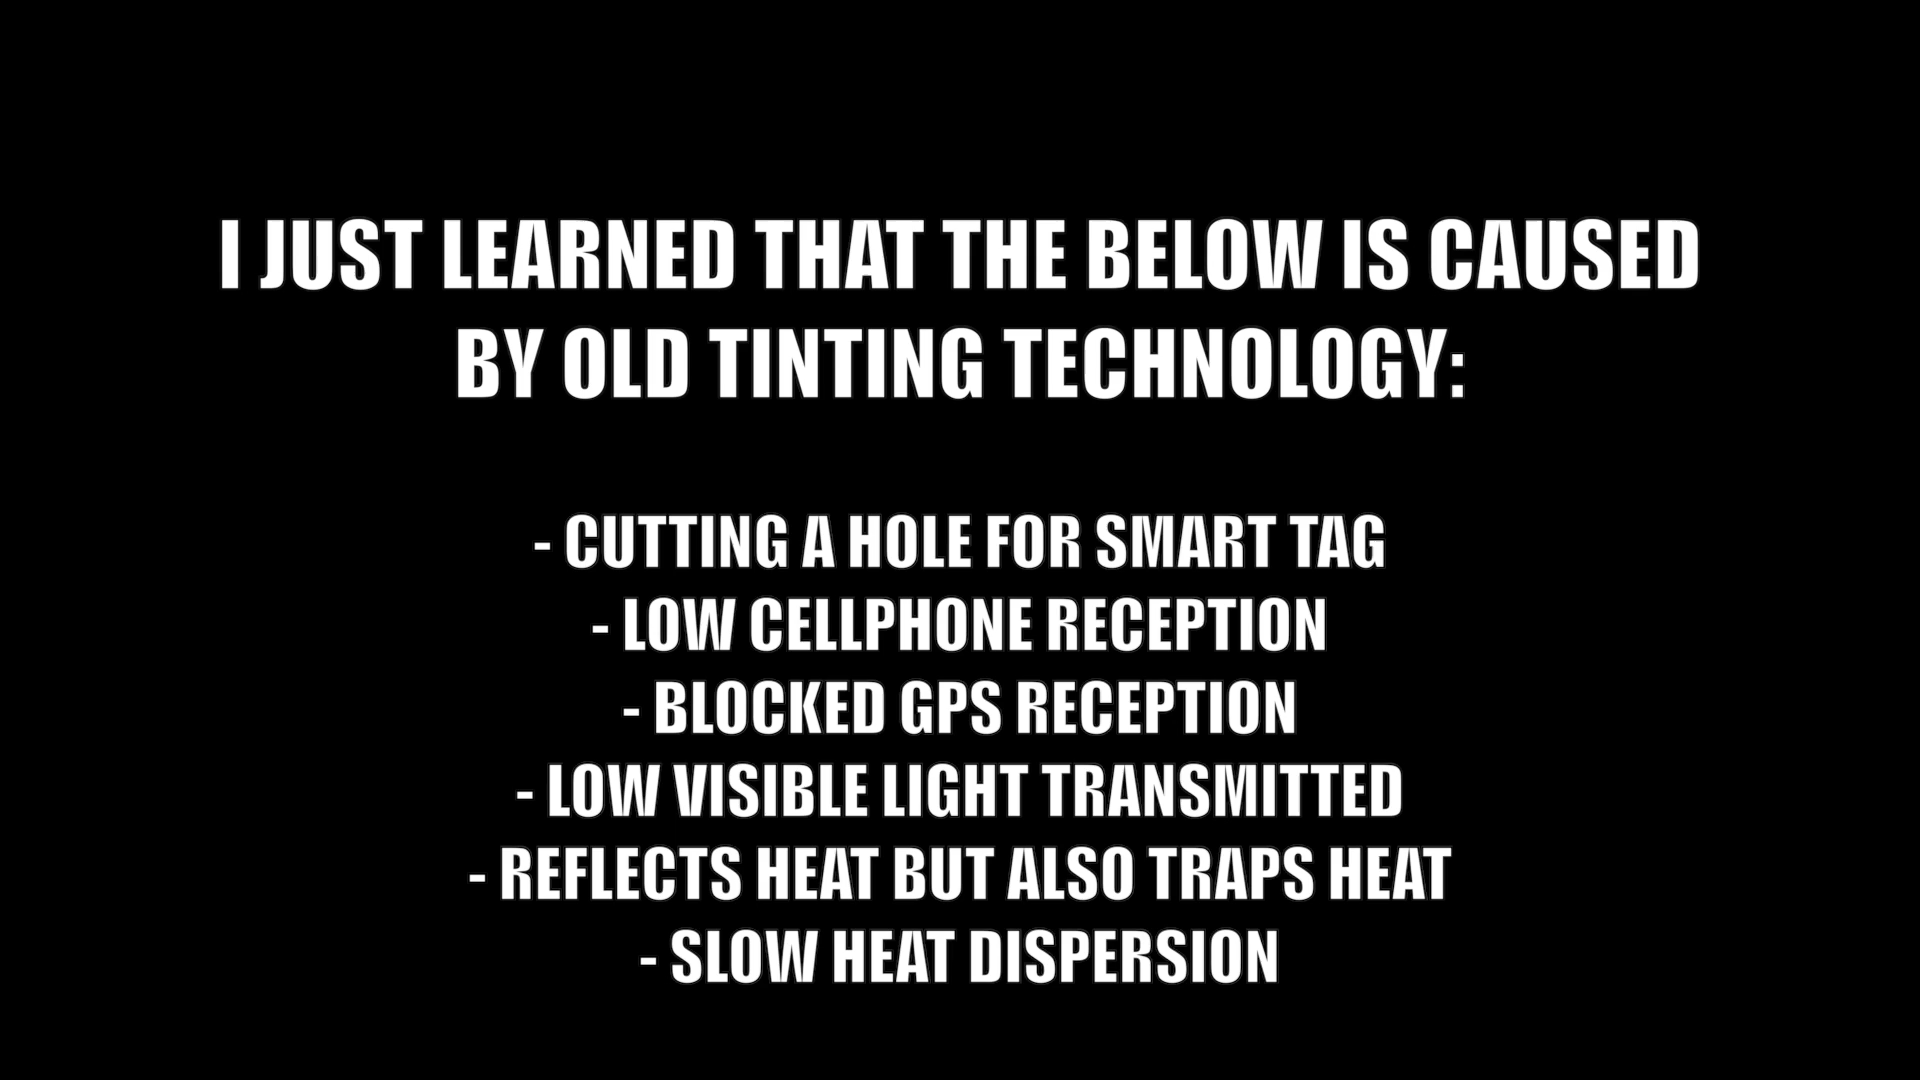 I JUST LEARNED THAT THE BELOW IS CAUSED
BY OLD TINTING TECHNOLOGY:
- CUTTING A HOLE FOR SMART TAG
- LOW CELLPHONE RECEPTION
- BLOCKED GPS RECEPTION
- LOW VISIBLE LIGHT TRANSMITTED
- REFLECTS HEAT BUT ALSO TRAPS HEAT
- SLOW HEAT DISPERSION